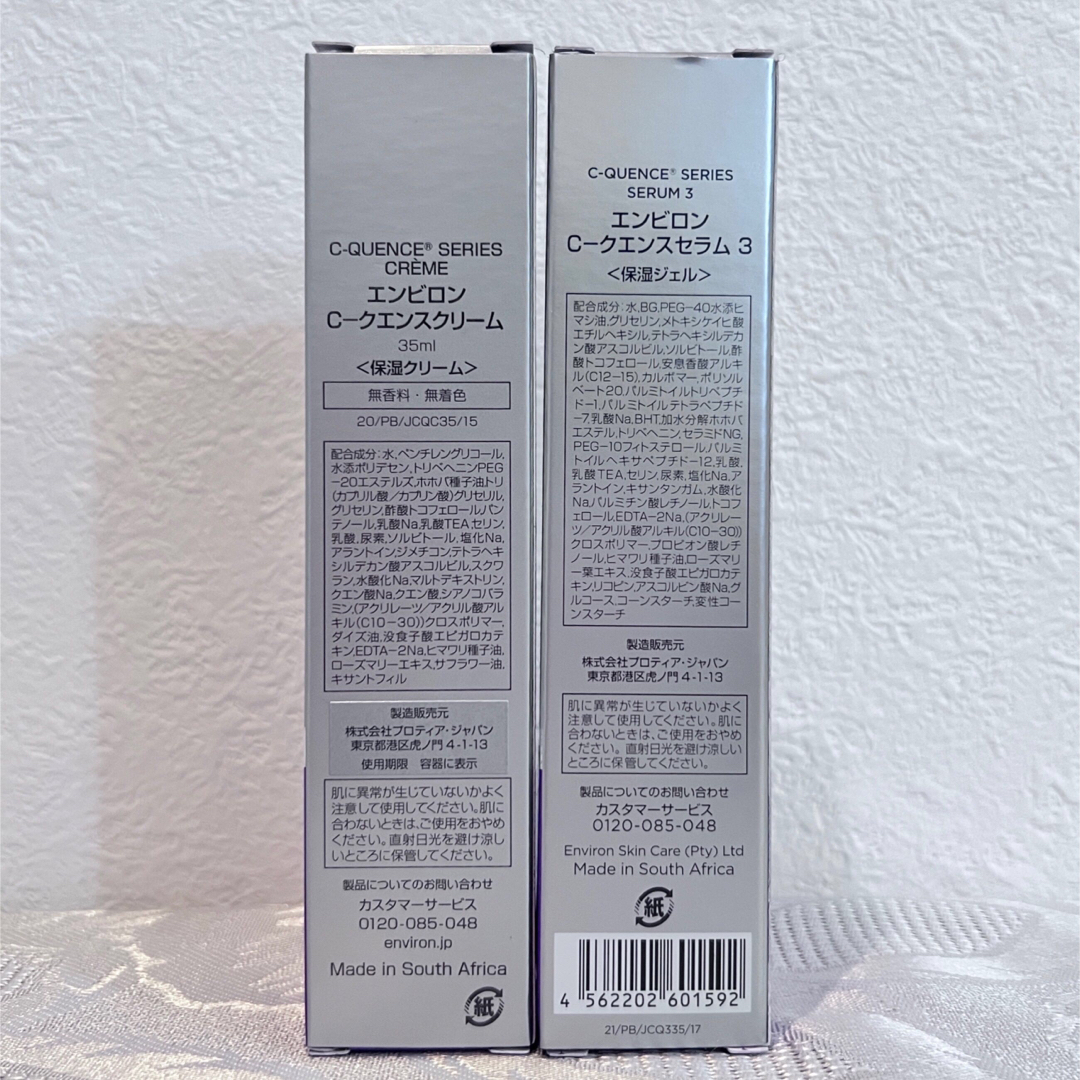 C-QUENCE® SERIES
CRÈME
エンビロン
C−クエンスクリーム
35ml
＜保湿クリーム＞
無香料・無着色
20/PB/JCQC35/15
配合成分:水,ペンチレングリコール,
水添ポリデセン,トリベヘニンPEG
−20エステルズ,ホホバ種子油トリ
(カプリル酸／カプリン酸)グリセリル,
グリセリン,酢酸トコフェロールパン
テノール,乳酸Na,乳酸TEA セリン,
乳酸,尿素,ソルビトール,塩化Na,
アラントイン,ジメチコン,テトラヘキ
シルデカン酸アスコルビル,スクワ
ラン,水酸化Na,マルトデキストリン,
クエン酸Na,クエン酸,シアノコバラ
ミン,(アクリレーツ／アクリル酸アル
キル(C10−30))クロスポリマー,
ダイズ油,没食子酸エピガロカテ
キン,EDTA−2Na,ヒマワリ種子油,
ローズマリーエキス,サフラワー油,
キサントフィル
製造販売元
株式会社プロティア・ジャパン
東京都港区虎ノ門 4-1-13
使用期限　容器に表示
肌に異常が生じていないかよく
注意して使用してください。肌に
合わないときは、ご使用をおやめ
ください。直射日光を避け涼し
いところに保管してください。
製品についてのお問い合わせ
カスタマーサービス
0120-085-048
environ.jp
Made in South Africa
紙
C-QUENCE® SERIES
SERUM 3
エンビロン
C−クエンスセラム 3
＜保湿ジェル＞
配合成分:水,BG,PEG−40水添ヒ
マシ油,グリセリン,メトキシケイヒ酸
エチルヘキシル,テトラヘキシルデカ
ン酸アスコルビル,ソルビトール,酢
酸トコフェロール,安息香酸アルキ
ル(C12−15),カルボマー,ポリソル
ベート20,パルミトイルトリペプチ
ド−1,パルミトイルテトラペプチド
−7,乳酸Na,BHT,加水分解ホホバ
エステル,トリベヘニン,セラミドNG,
PEG−10フィトステロール,パルミ
トイルヘキサペプチド−12,乳酸,
乳酸TEA,セリン,尿素,塩化Na,ア
ラントイン,キサンタンガム,水酸化
Na,パルミチン酸レチノール,トコフ
ェロール,EDTA−2Na,(アクリレー
ツ／アクリル酸アルキル(C10−30))
クロスポリマー,プロピオン酸レチ
ノール,ヒマワリ種子油,ローズマリ
ー葉エキス,没食子酸エピガロカテ
キン,リコピン,アスコルビン酸Na,グ
ルコース,コーンスターチ,変性コー
ンスターチ
製造販売元
株式会社プロティア・ジャパン
東京都港区虎ノ門 4-1-13
肌に異常が生じていないかよく
注意して使用してください。肌に
合わないときは、ご使用をおやめ
ください。直射日光を避け涼しい
ところに保管してください。
製品についてのお問い合わせ
カスタマーサービス
0120-085-048
Environ Skin Care (Pty) Ltd
Made in South Africa
紙
4 562202 601592
21/PB/JCQ335/17